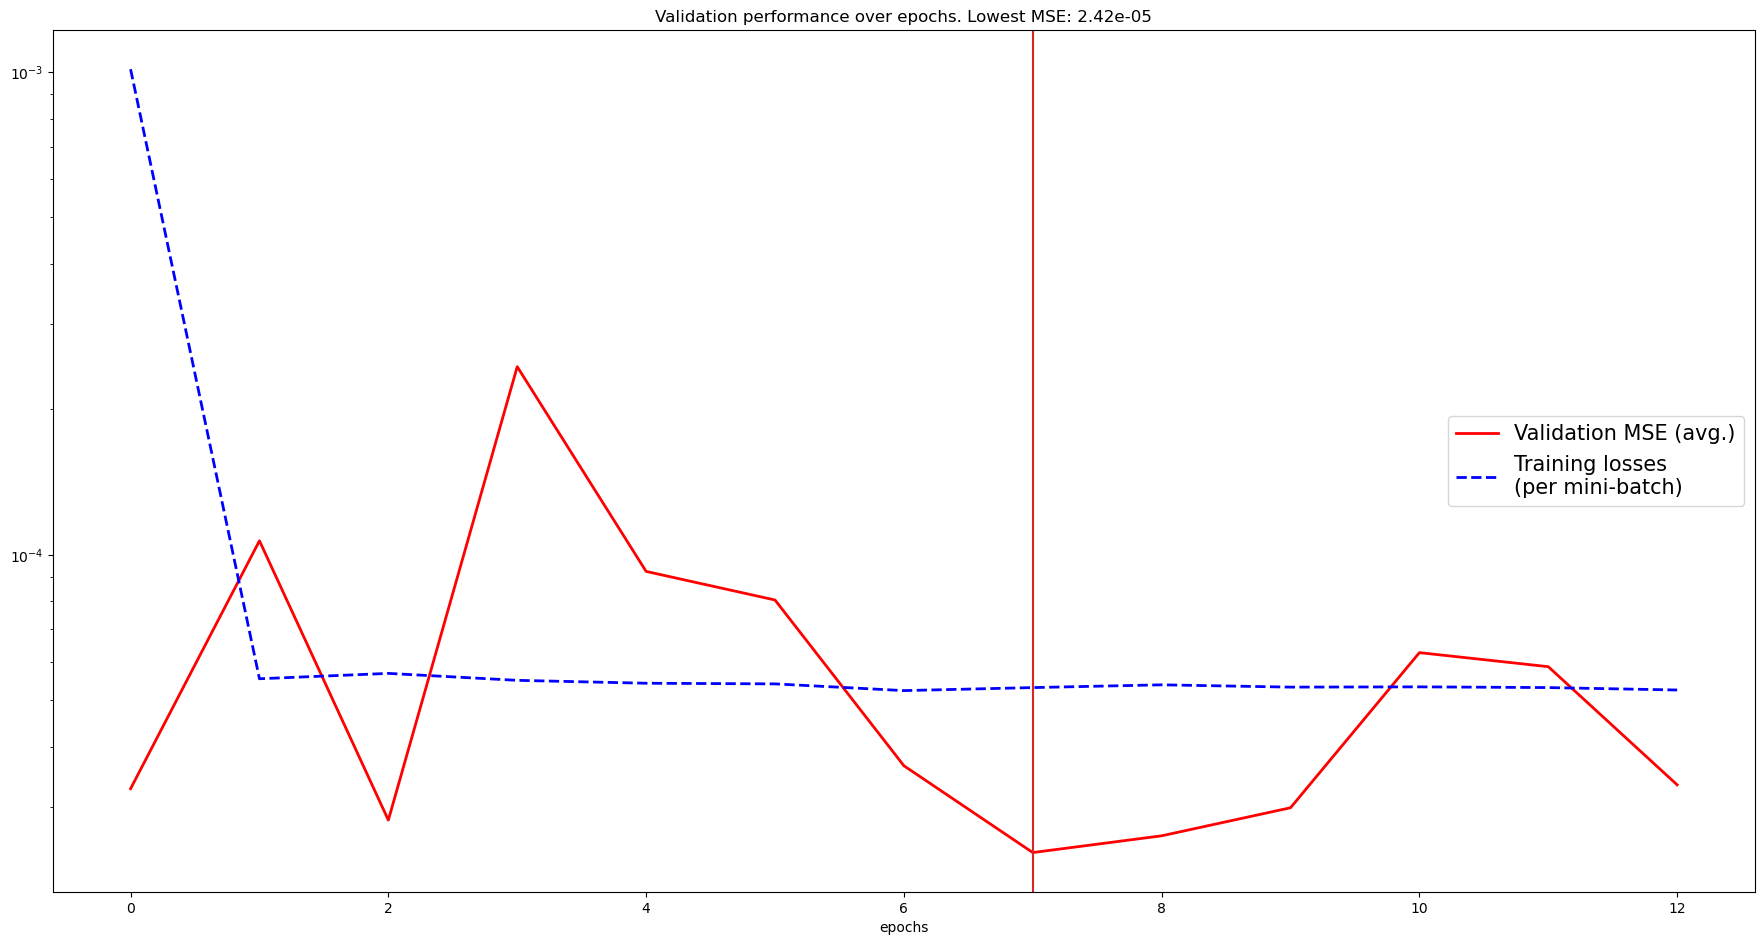 Validation performance over epochs. Lowest MSE: 2.42e-05
10⁻³
10⁻⁴
Validation MSE (avg.)
Training losses
(per mini-batch)
0 2 4 6 8 10 12
epochs